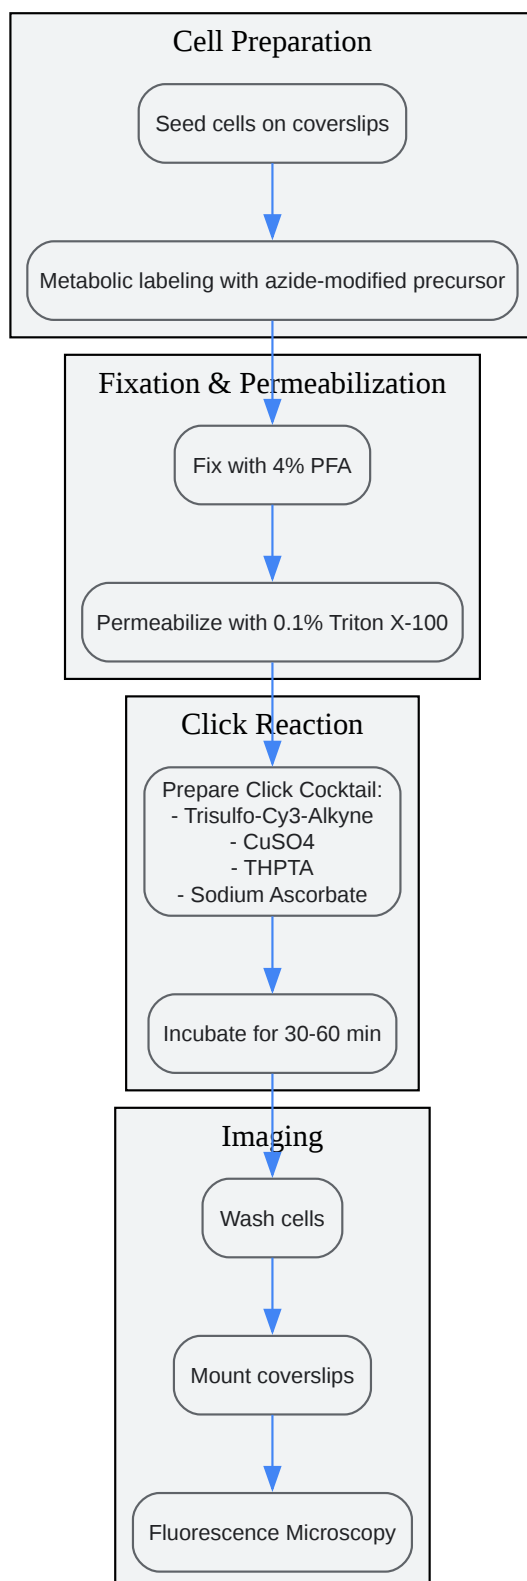 Cell Preparation
Seed cells on coverslips
Metabolic labeling with azide-modified precursor
Fixation & Permeabilization
Fix with 4% PFA
Permeabilize with 0.1% Triton X-100
Click Reaction
Prepare Click Cocktail:
- Trisulfo-Cy3-Alkyne
- CuSO4
- THPTA
- Sodium Ascorbate
Incubate for 30-60 min
Imaging
Wash cells
Mount coverslips
Fluorescence Microscopy